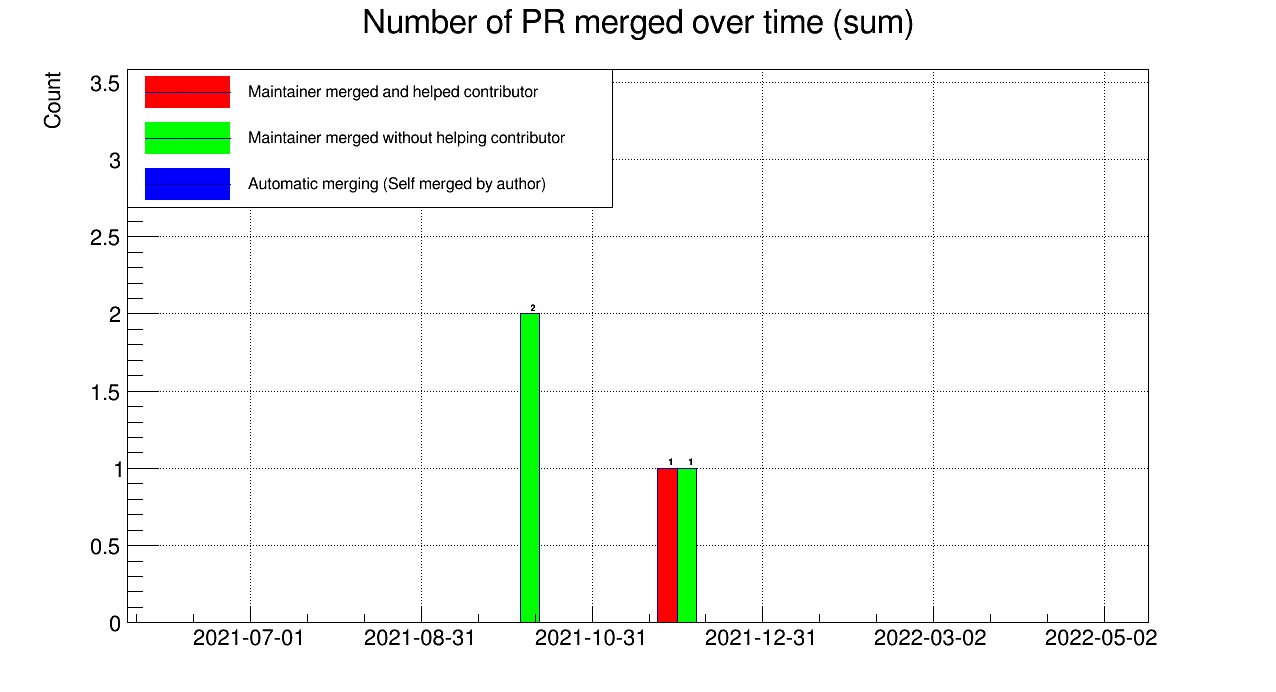 Number of PR merged over time (sum)
Count
Maintainer merged and helped contributor
Maintainer merged without helping contributor
Automatic merging (Self merged by author)
3.5
3
2.5
2
1.5
1
0.5
0
2
1 1
2021-07-01 2021-08-31 2021-10-31 2021-12-31 2022-03-02 2022-05-02